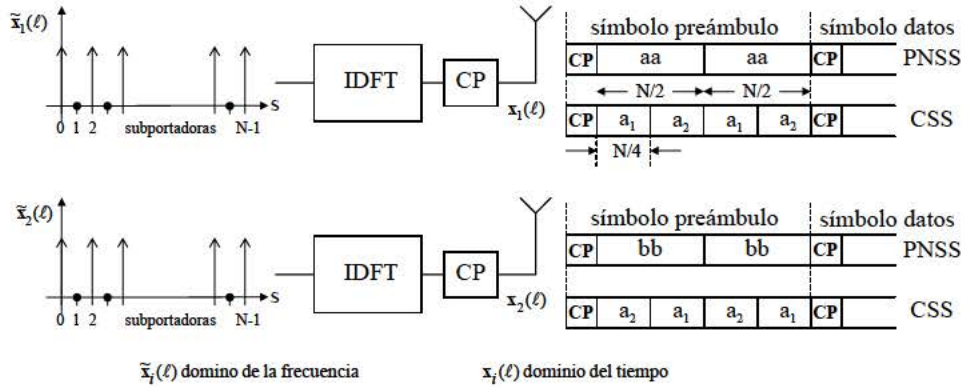 x̃₁(ℓ)
0 1 2 subportadoras N-1
S
IDFT
CP
x₁(ℓ)
símbolo preámbulo símbolo datos
CP aa aa CP PNSS
N/2 N/2
CP a₁ a₂ a₁ a₂ CP CSS
N/4
x̃₂(ℓ)
0 1 2 subportadoras N-1
S
IDFT
CP
x₂(ℓ)
símbolo preámbulo símbolo datos
CP bb bb CP PNSS
CP a₂ a₁ a₂ a₁ CP CSS
x̃ᵢ(ℓ) domino de la frecuencia
xᵢ(ℓ) dominio del tiempo